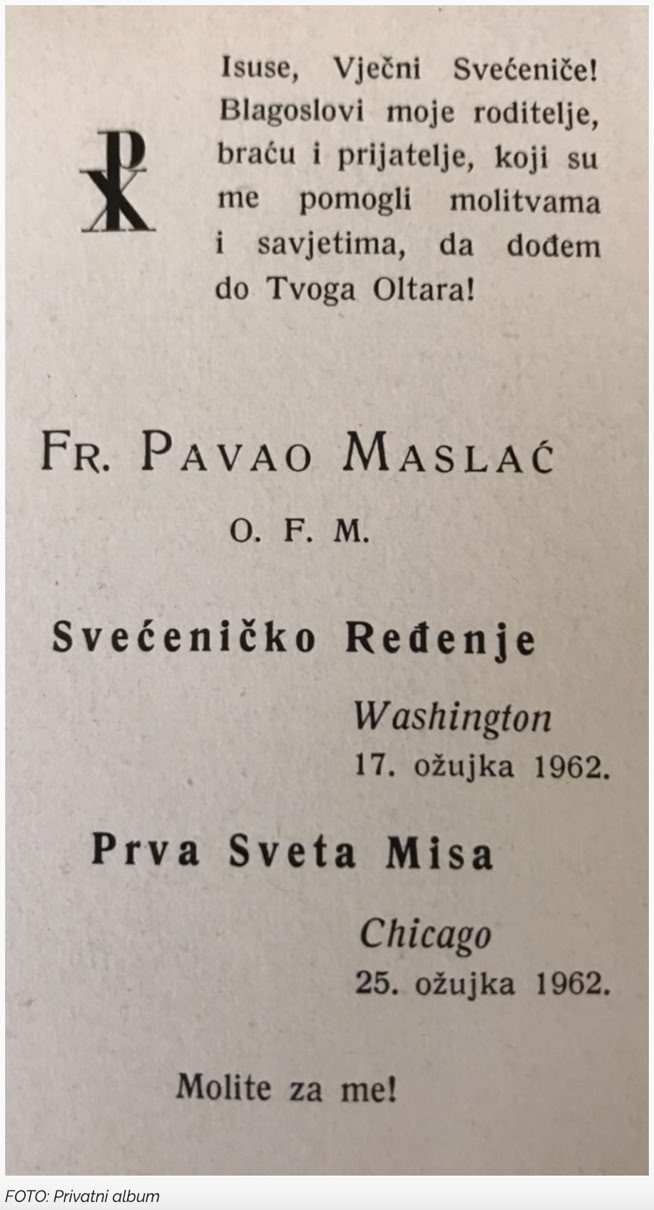 Isuse, Vječni Svećeniče!
Blagoslovi moje roditelje,
braću i prijatelje, koji su
me pomogli molitvama
i savjetima, da dođem
do Tvoga Oltara!
FR. PAVAO MASLAĆ
O. F. M.
Svećeničko Ređenje
Washington
17. ožujka 1962.
Prva Sveta Misa
Chicago
25. ožujka 1962.
Molite za me!
FOTO: Privatni album